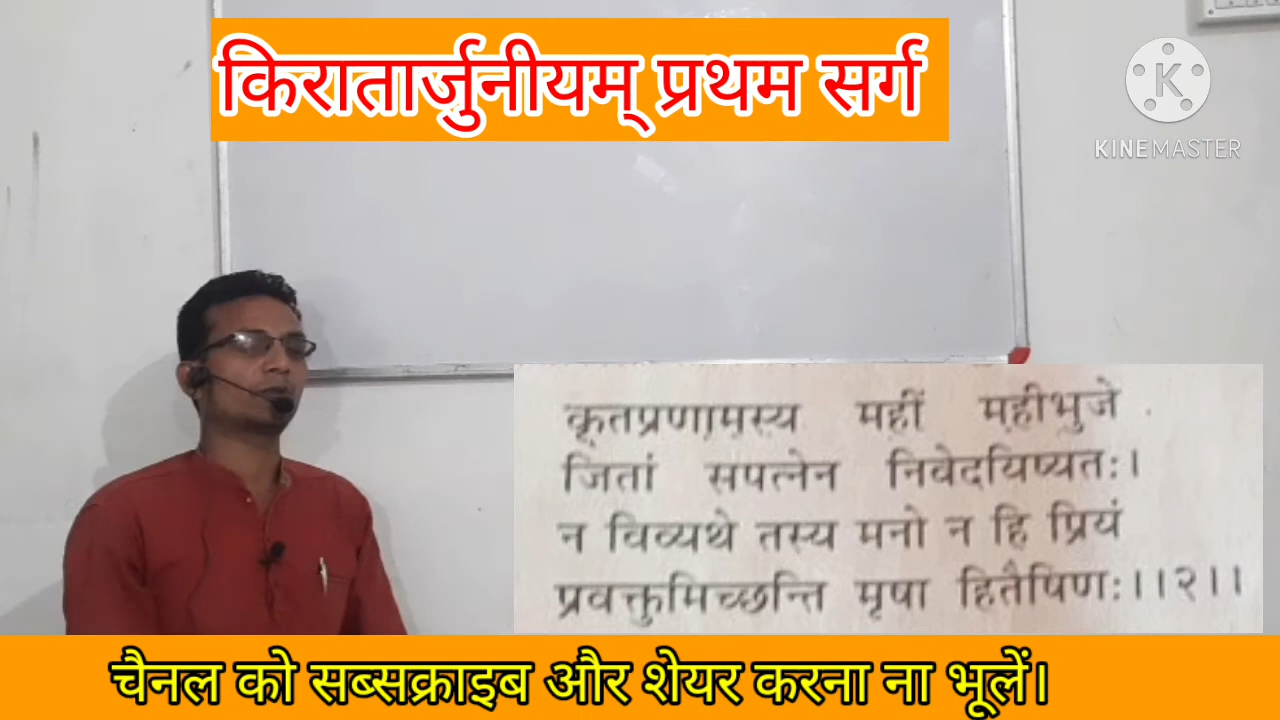 किरातार्जुनीयम् प्रथम सर्ग
K
KINEMASTER
कृतप्रणामस्य महीं महीभुजे
जितां सपत्नेन निवेदयिष्यतः।
न विव्यथे तस्य मनो न हि प्रियं
प्रवक्तुमिच्छन्ति मृषा हितैषिणः।।२।।
चैनल को सब्सक्राइब और शेयर करना ना भूलें।